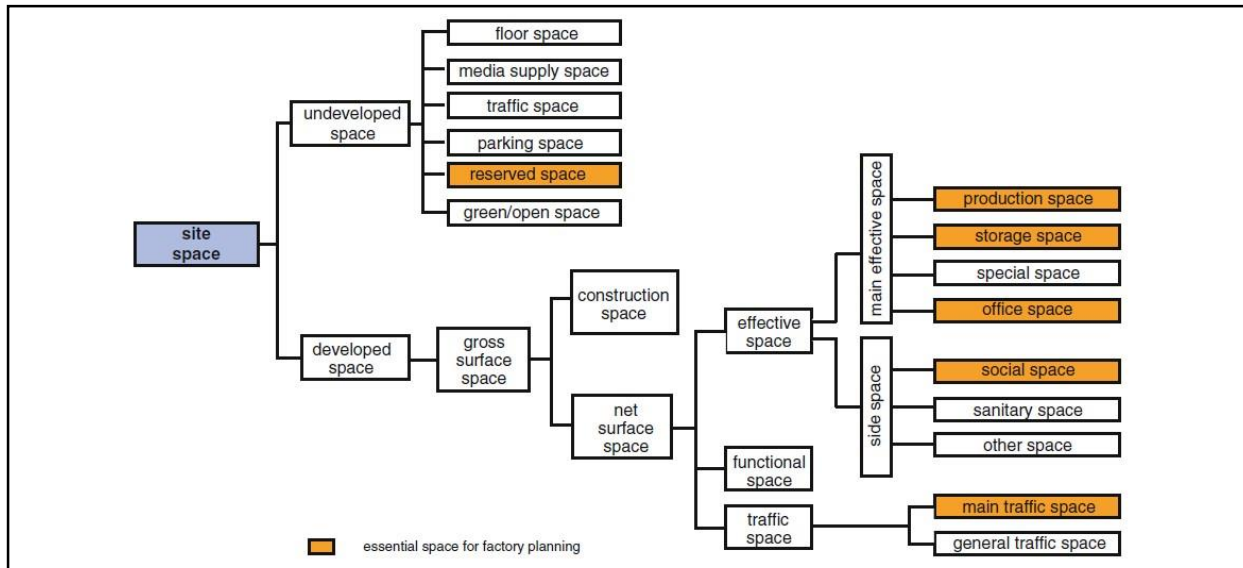 floor space
media supply space
undeveloped
space
traffic space
parking space
reserved space
green/open space
site
space
developed
space
gross
surface
space
construction
space
net
surface
space
effective
space
functional
space
traffic
space
main effective space
production space
storage space
special space
office space
side space
social space
sanitary space
other space
main traffic space
general traffic space
essential space for factory planning